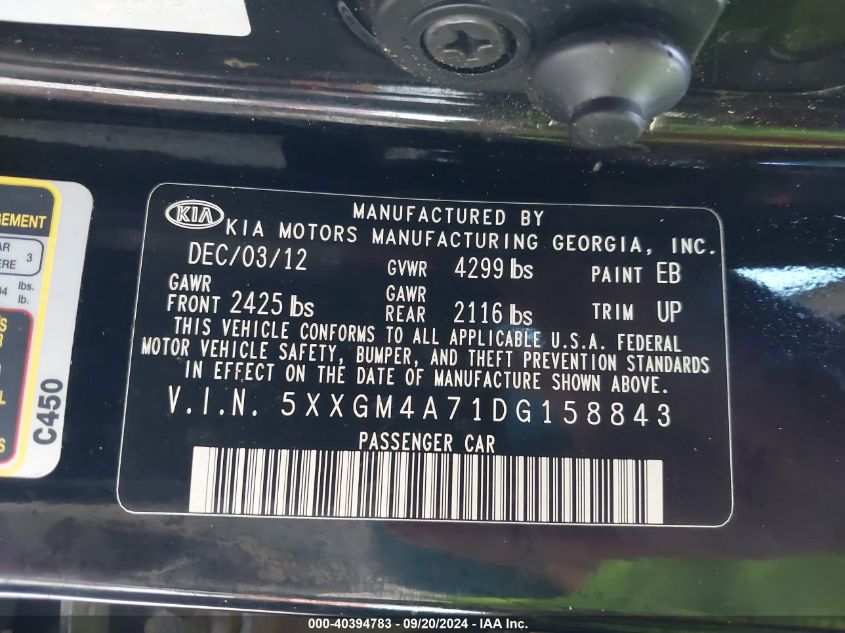 MANUFACTURED BY
KIA KIA MOTORS MANUFACTURING GEORGIA, INC.
DEC/03/12 GVWR 4299 lbs PAINT EB
GAWR FRONT 2425 lbs GAWR REAR 2116 lbs TRIM UP
THIS VEHICLE CONFORMS TO ALL APPLICABLE U.S.A. FEDERAL
MOTOR VEHICLE SAFETY, BUMPER, AND THEFT PREVENTION STANDARDS
IN EFFECT ON THE DATE OF MANUFACTURE SHOWN ABOVE.
V.I.N. 5XXGM4A71DG158843
PASSENGER CAR
3
lbs.
lb.
C450
000-40394783 - 09/20/2024 - IAA Inc.